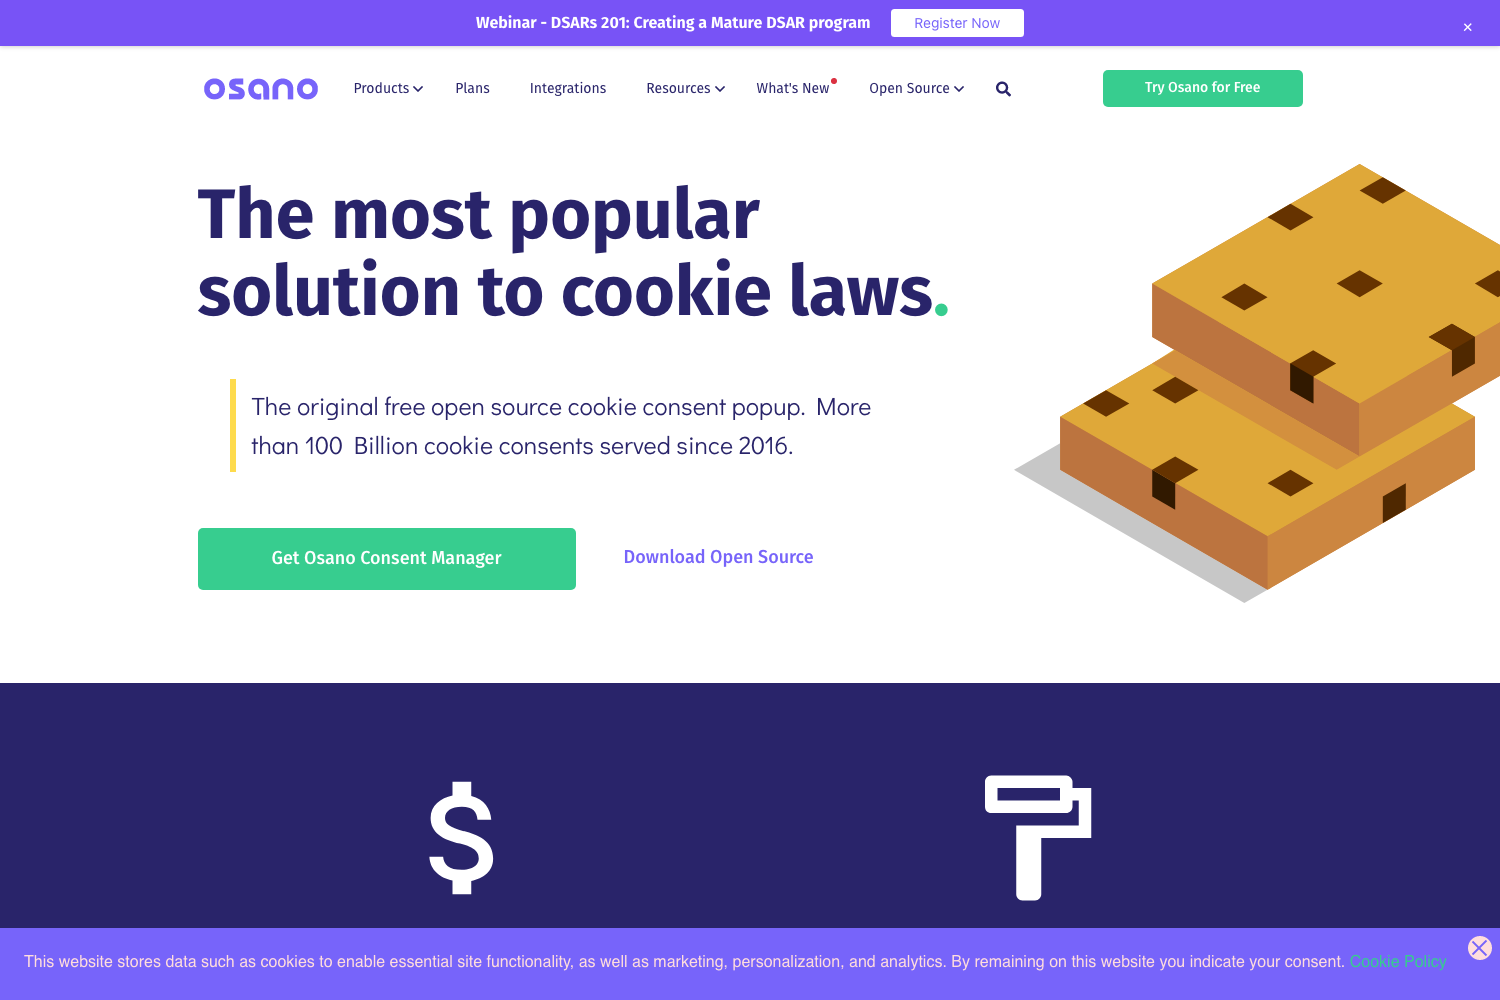 Webinar - DSARs 201: Creating a Mature DSAR program Register Now
osano Products Plans Integrations Resources What's New Open Source Try Osano for Free
The most popular
solution to cookie laws.
The original free open source cookie consent popup. More
than 100 Billion cookie consents served since 2016.
Get Osano Consent Manager Download Open Source
$
This website stores data such as cookies to enable essential site functionality, as well as marketing, personalization, and analytics. By remaining on this website you indicate your consent. Cookie Policy